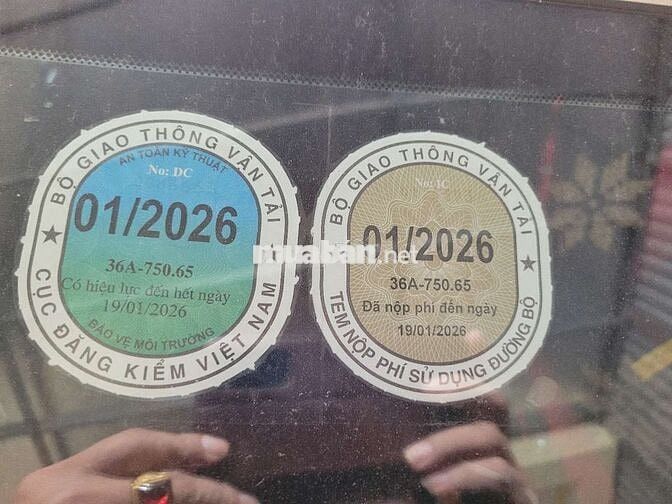 BỘ GIAO THÔNG VẬN TẢI
AN TOÀN KỸ THUẬT
No: DC
01/2026
36A-750.65
Có hiệu lực đến hết ngày
19/01/2026
BẢO VỆ MÔI TRƯỜNG
CỤC ĐĂNG KIỂM VIỆT NAM
BỘ GIAO THÔNG VẬN TẢI
No: IC
01/2026
36A-750.65
Đã nộp phí đến ngày
19/01/2026
TEM NỘP PHÍ SỬ DỤNG ĐƯỜNG BỘ
muaban.net